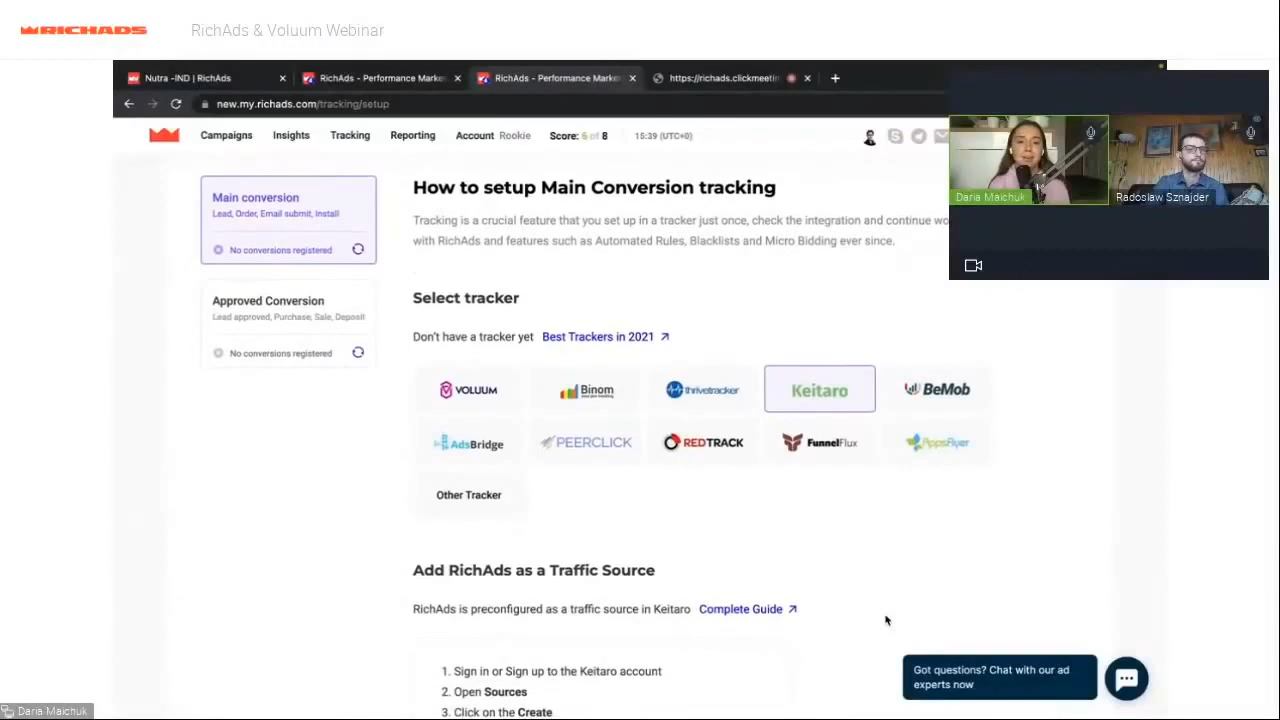 RICHADS
RichAds & Voluum Webinar
Nutra -IND | RichAds
RichAds - Performance Marke
RichAds - Performance Marke
https://richads.clickmeetin
new.my.richads.com/tracking/setup
Campaigns Insights Tracking Reporting Account Rookie Score: 6 of 8 15:39 (UTC+0)
Daria Maichuk
Radoslaw Sznajder
Main conversion
Lead, Order, Email submit, Install
No conversions registered
Approved Conversion
Lead approved, Purchase, Sale, Deposit
No conversions registered
How to setup Main Conversion tracking
Tracking is a crucial feature that you set up in a tracker just once, check the integration and continue wo
with RichAds and features such as Automated Rules, Blacklists and Micro Bidding ever since.
Select tracker
Don't have a tracker yet Best Trackers in 2021
VOLUUM
Binom
thrivetracker
Keitaro
BeMob
AdsBridge
PEERCLICK
REDTRACK
FunnelFlux
AppsFlyer
Other Tracker
Add RichAds as a Traffic Source
RichAds is preconfigured as a traffic source in Keitaro Complete Guide
1. Sign in or Sign up to the Keitaro account
2. Open Sources
3. Click on the Create
Got questions? Chat with our ad
experts now
Daria Maichuk